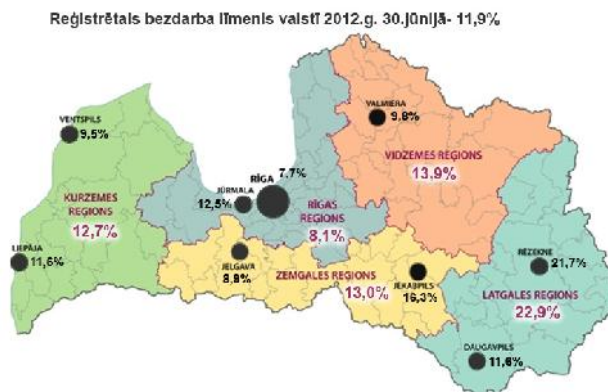 Reģistrētais bezdarba līmenis valstī 2012.g. 30.jūnijā- 11,9%
VENTSPILS
9,5%
VALMIERA
9,8%
VIDZEMES REGIONS
13,9%
RĪGA
7,7%
JŪRMALA
12,5%
KURZEMES
REGIONS
12,7%
RĪGAS
REGIONS
8,1%
LIEPĀJA
11,6%
JELGAVA
8,8%
ZEMGALES REGIONS
13,0%
JĒKABPILS
16,3%
RĒZEKNE
21,7%
LATGALES REGIONS
22,9%
DAUGAVPILS
11,6%